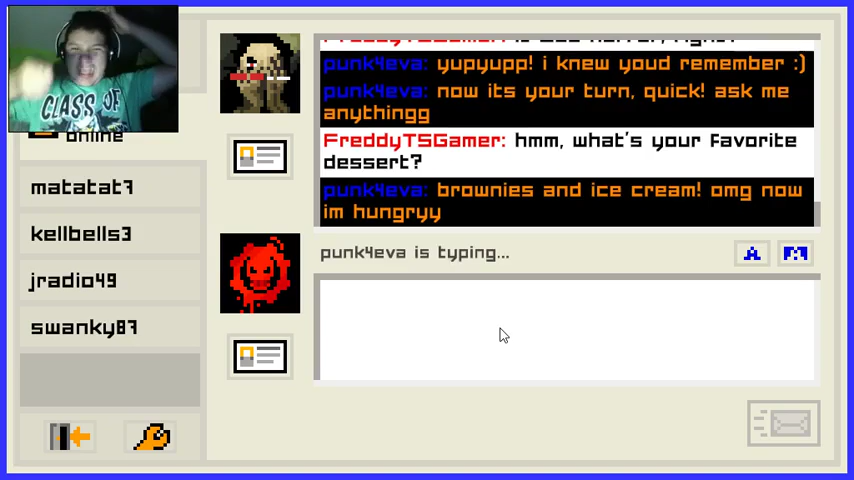 CLASS OF
online
matatat7
kellbells3
jradio49
swanky87
FreddyTSGamer:
punk4eva: yupyupp! i knew youd remember :)
punk4eva: now its your turn, quick! ask me
anythingg
FreddyTSGamer: hmm, what's your favorite
dessert?
punk4eva: brownies and ice cream! omg now
im hungryy
punk4eva is typing...
A